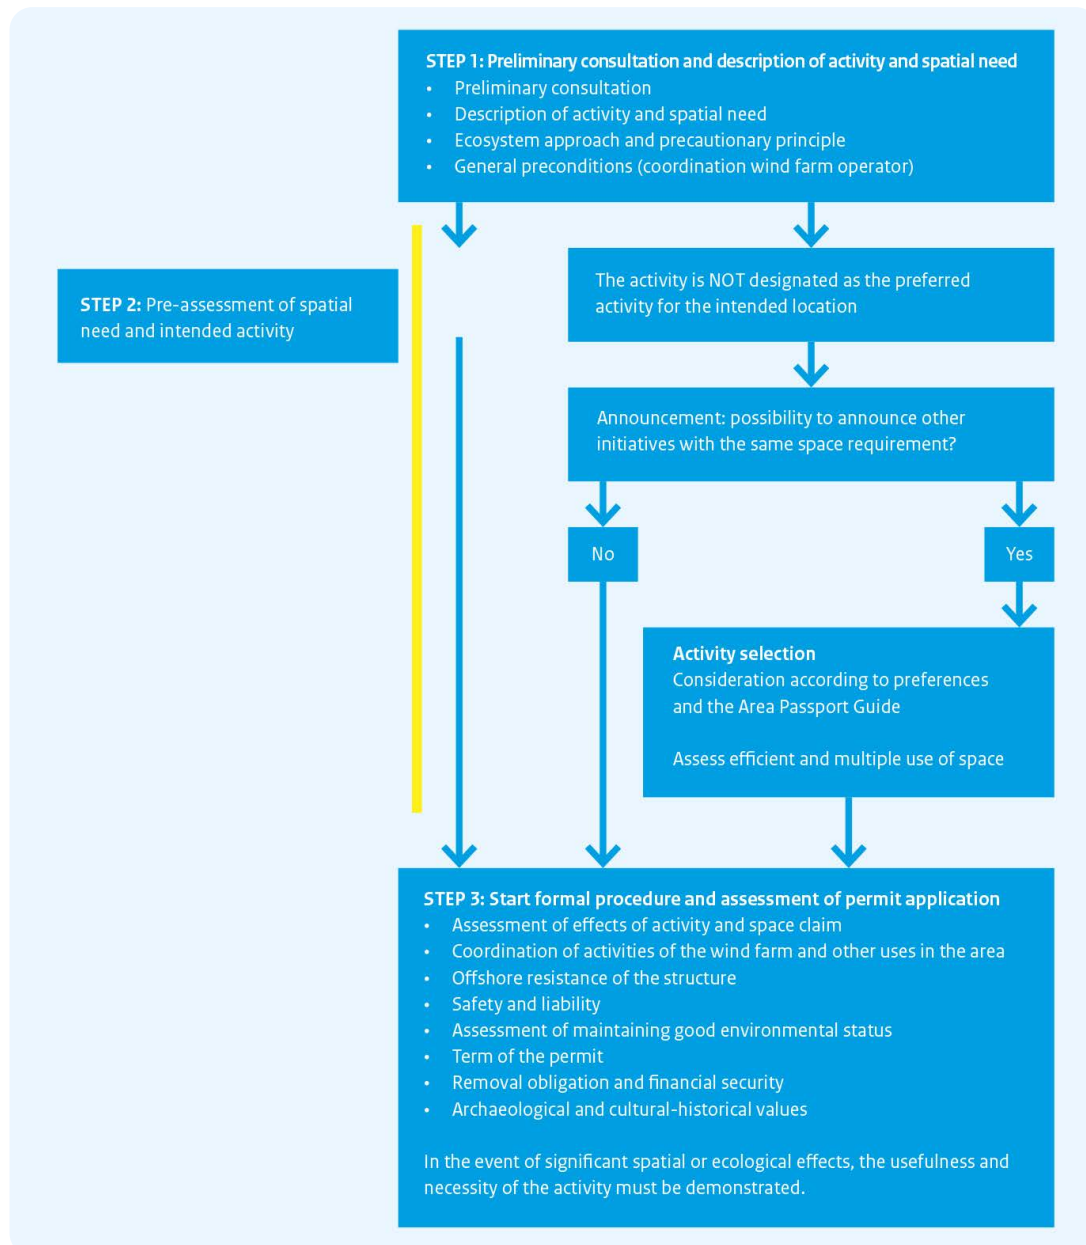 STEP 1: Preliminary consultation and description of activity and spatial need
• Preliminary consultation
• Description of activity and spatial need
• Ecosystem approach and precautionary principle
• General preconditions (coordination wind farm operator)
STEP 2: Pre-assessment of spatial
need and intended activity
The activity is NOT designated as the preferred
activity for the intended location
Announcement: possibility to announce other
initiatives with the same space requirement?
No
Yes
Activity selection
Consideration according to preferences
and the Area Passport Guide
Assess efficient and multiple use of space
STEP 3: Start formal procedure and assessment of permit application
• Assessment of effects of activity and space claim
• Coordination of activities of the wind farm and other uses in the area
• Offshore resistance of the structure
• Safety and liability
• Assessment of maintaining good environmental status
• Term of the permit
• Removal obligation and financial security
• Archaeological and cultural-historical values
In the event of significant spatial or ecological effects, the usefulness and
necessity of the activity must be demonstrated.